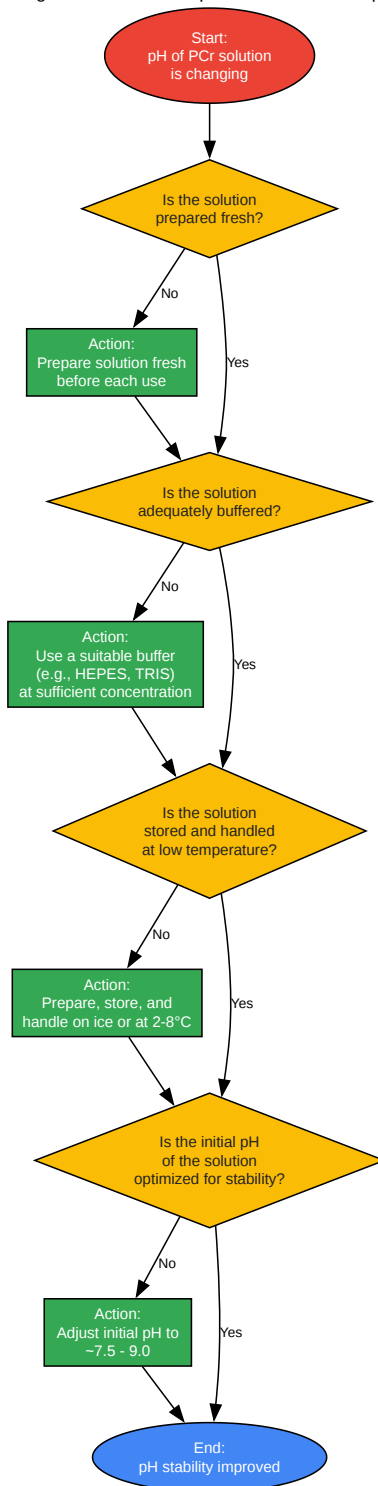 Start:
pH of PCr solution
is changing
Is the solution
prepared fresh?
No
Yes
Action:
Prepare solution fresh
before each use
Is the solution
adequately buffered?
No
Yes
Action:
Use a suitable buffer
(e.g., HEPES, TRIS)
at sufficient concentration
Is the solution
stored and handled
at low temperature?
No
Yes
Action:
Prepare, store, and
handle on ice or at 2-8°C
Is the initial pH
of the solution
optimized for stability?
No
Yes
Action:
Adjust initial pH to
~7.5 - 9.0
End:
pH stability improved